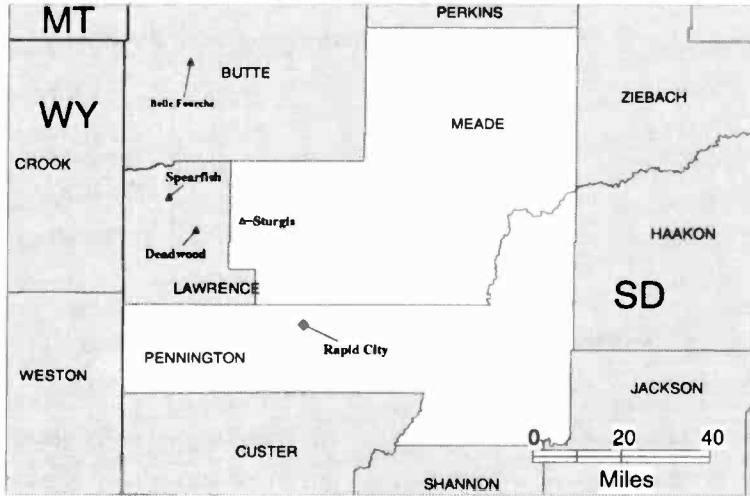 MT
PERKINS
BUTTE
Belle Fourche
WY
ZIEBACH
MEADE
CROOK
Spearfish
Sturgis
HAAKON
Deadwood
LAWRENCE
SD
Rapid City
PENNINGTON
WESTON
JACKSON
0 20 40
CUSTER
Miles
SHANNON